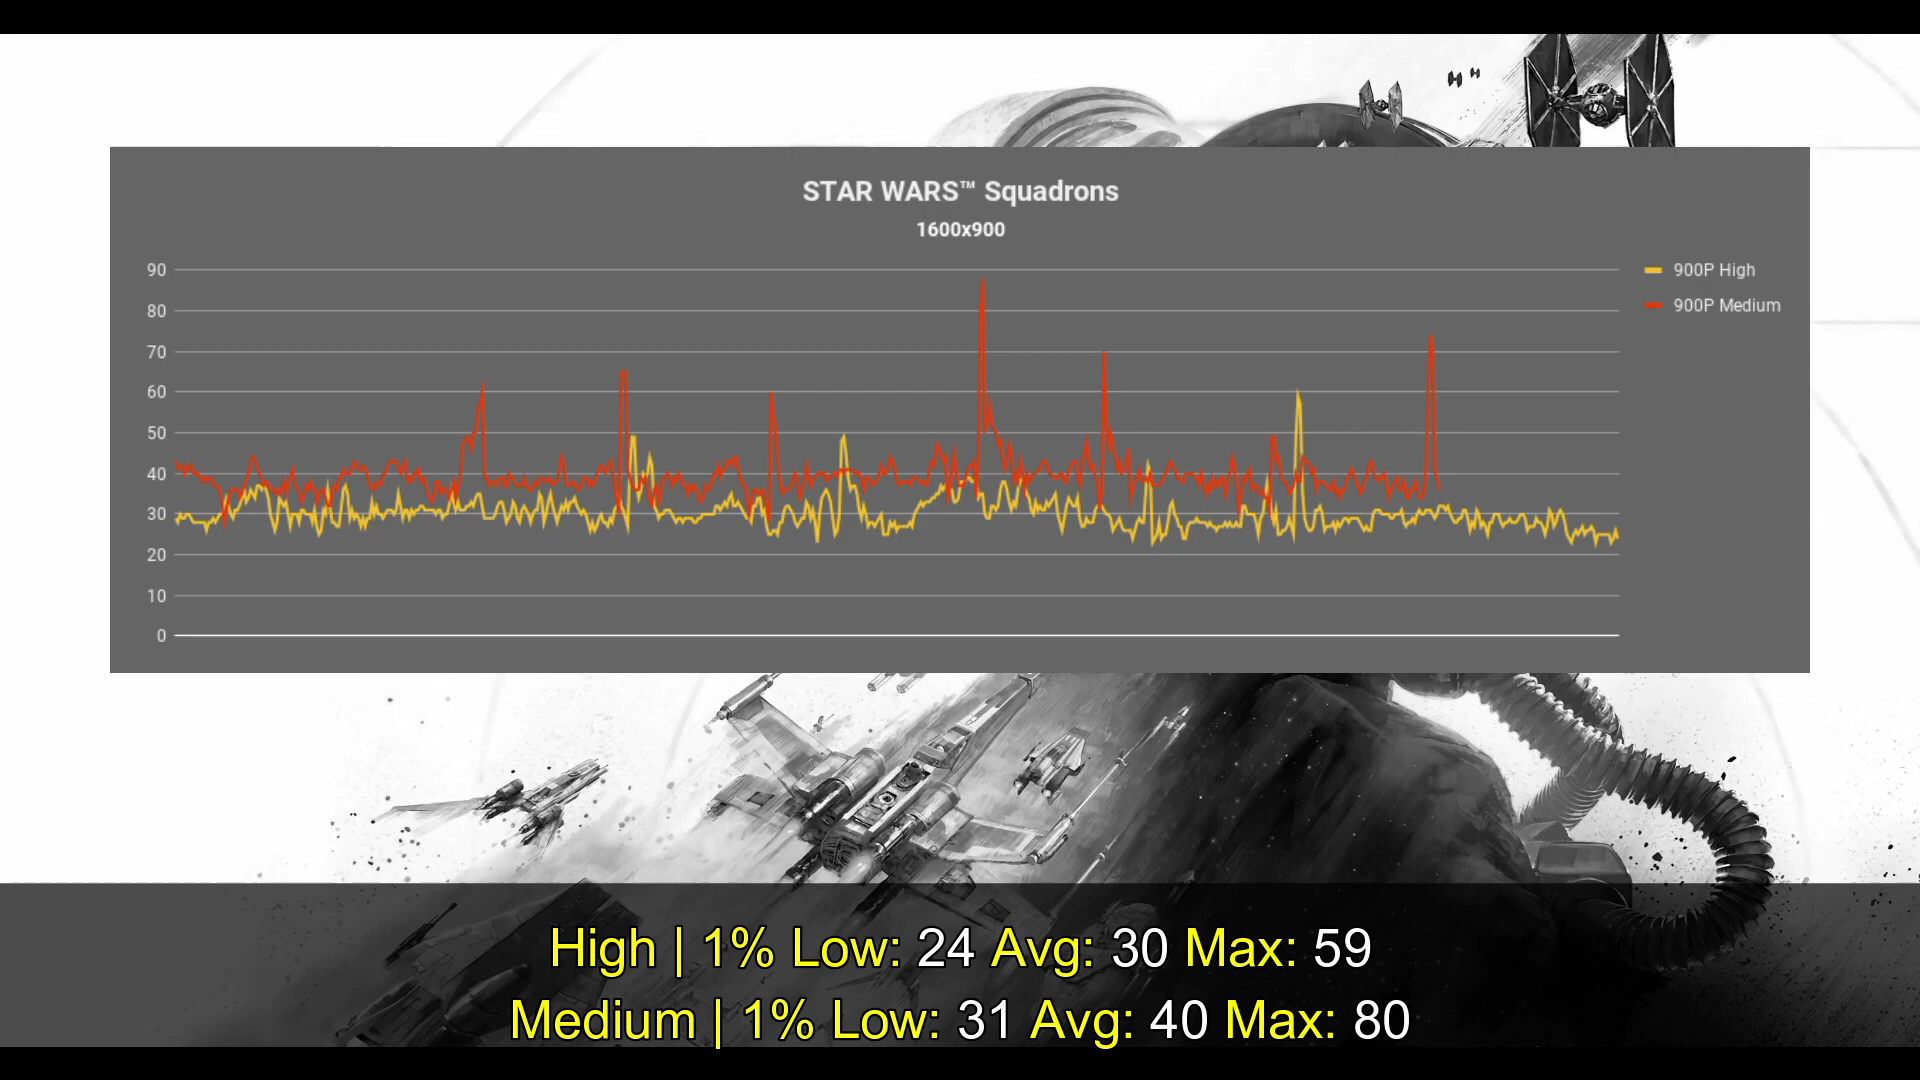 STAR WARS™ Squadrons
1600x900
90
80
70
60
50
40
30
20
10
0
900P High
900P Medium
High | 1% Low: 24 Avg: 30 Max: 59
Medium | 1% Low: 31 Avg: 40 Max: 80